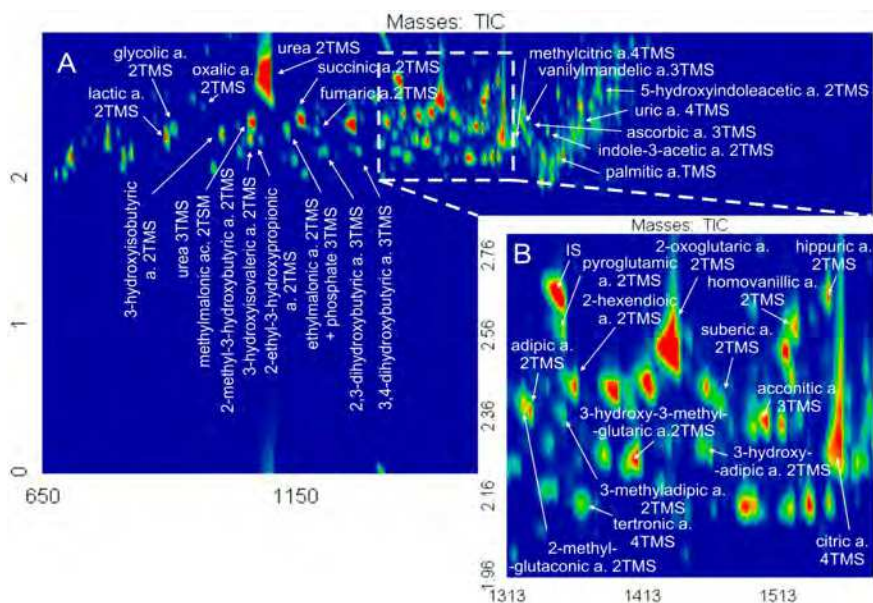 Masses: TIC
A
glycolic a.
2TMS
lactic a.
2TMS
oxalic a.
2TMS
urea 2TMS
succinic a.2TMS
fumaric a.2TMS
methylcitric a.4TMS
vanilylmandelic a.3TMS
5-hydroxyindoleacetic a. 2TMS
uric a. 4TMS
ascorbic a. 3TMS
indole-3-acetic a. 2TMS
palmitic a.TMS
3-hydroxyisobutyric
a. 2TMS
urea 3TMS
methylmalonic ac. 2TSM
2-methyl-3-hydroxybutyric a. 2TMS
3-hydroxyisovaleric a. 2TMS
2-ethyl-3-hydroxypropionic
a. 2TMS
ethylmalonic a. 2TMS
+ phosphate 3TMS
2,3-dihydroxybutyric a. 3TMS
3,4-dihydroxybutyric a. 3TMS
2
1
0
650
1150
Masses: TIC
B
IS
pyroglutamic
a. 2TMS
2-hexendioic
a. 2TMS
2-oxoglutaric a.
2TMS
hippuric a.
2TMS
homovanillic
a. 2TMS
suberic a.
2TMS
adipic a.
2TMS
aconitic a.
3TMS
3-hydroxy-3-methyl-
-glutaric a.2TMS
3-hydroxy-
-adipic a. 2TMS
3-methyladipic a.
2TMS
tertronic a.
4TMS
2-methyl-
-glutaconic a. 2TMS
citric a.
4TMS
2.76
2.56
2.36
2.16
1.96
1313
1413
1513